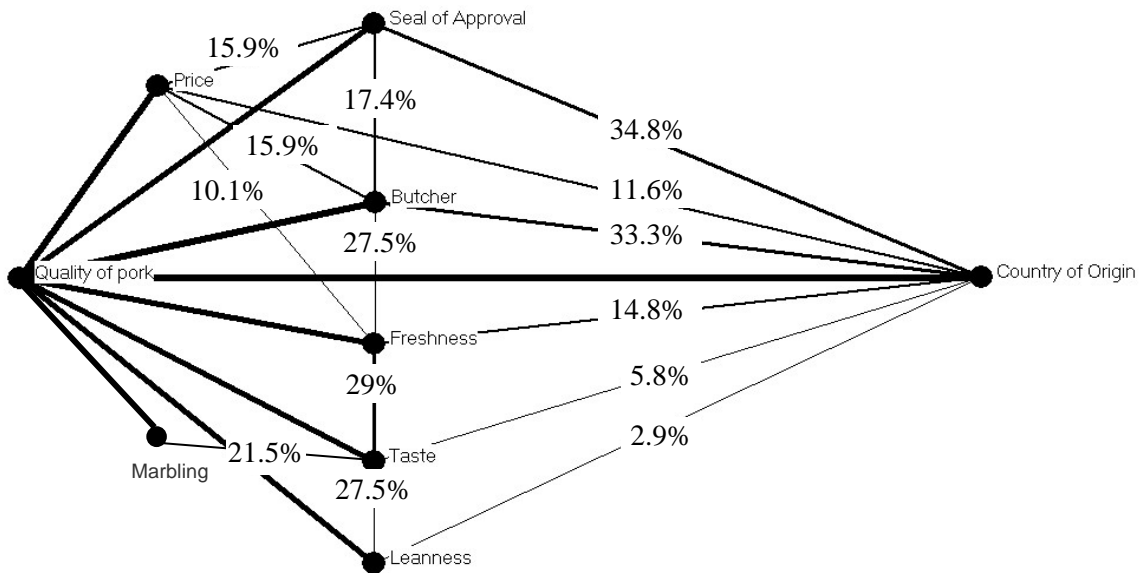 Seal of Approval
15.9%
Price
17.4%
34.8%
15.9%
10.1%
11.6%
Butcher
33.3%
27.5%
Quality of pork
Country of Origin
14.8%
Freshness
29%
5.8%
2.9%
21.5%
Taste
Marbling
27.5%
Leanness